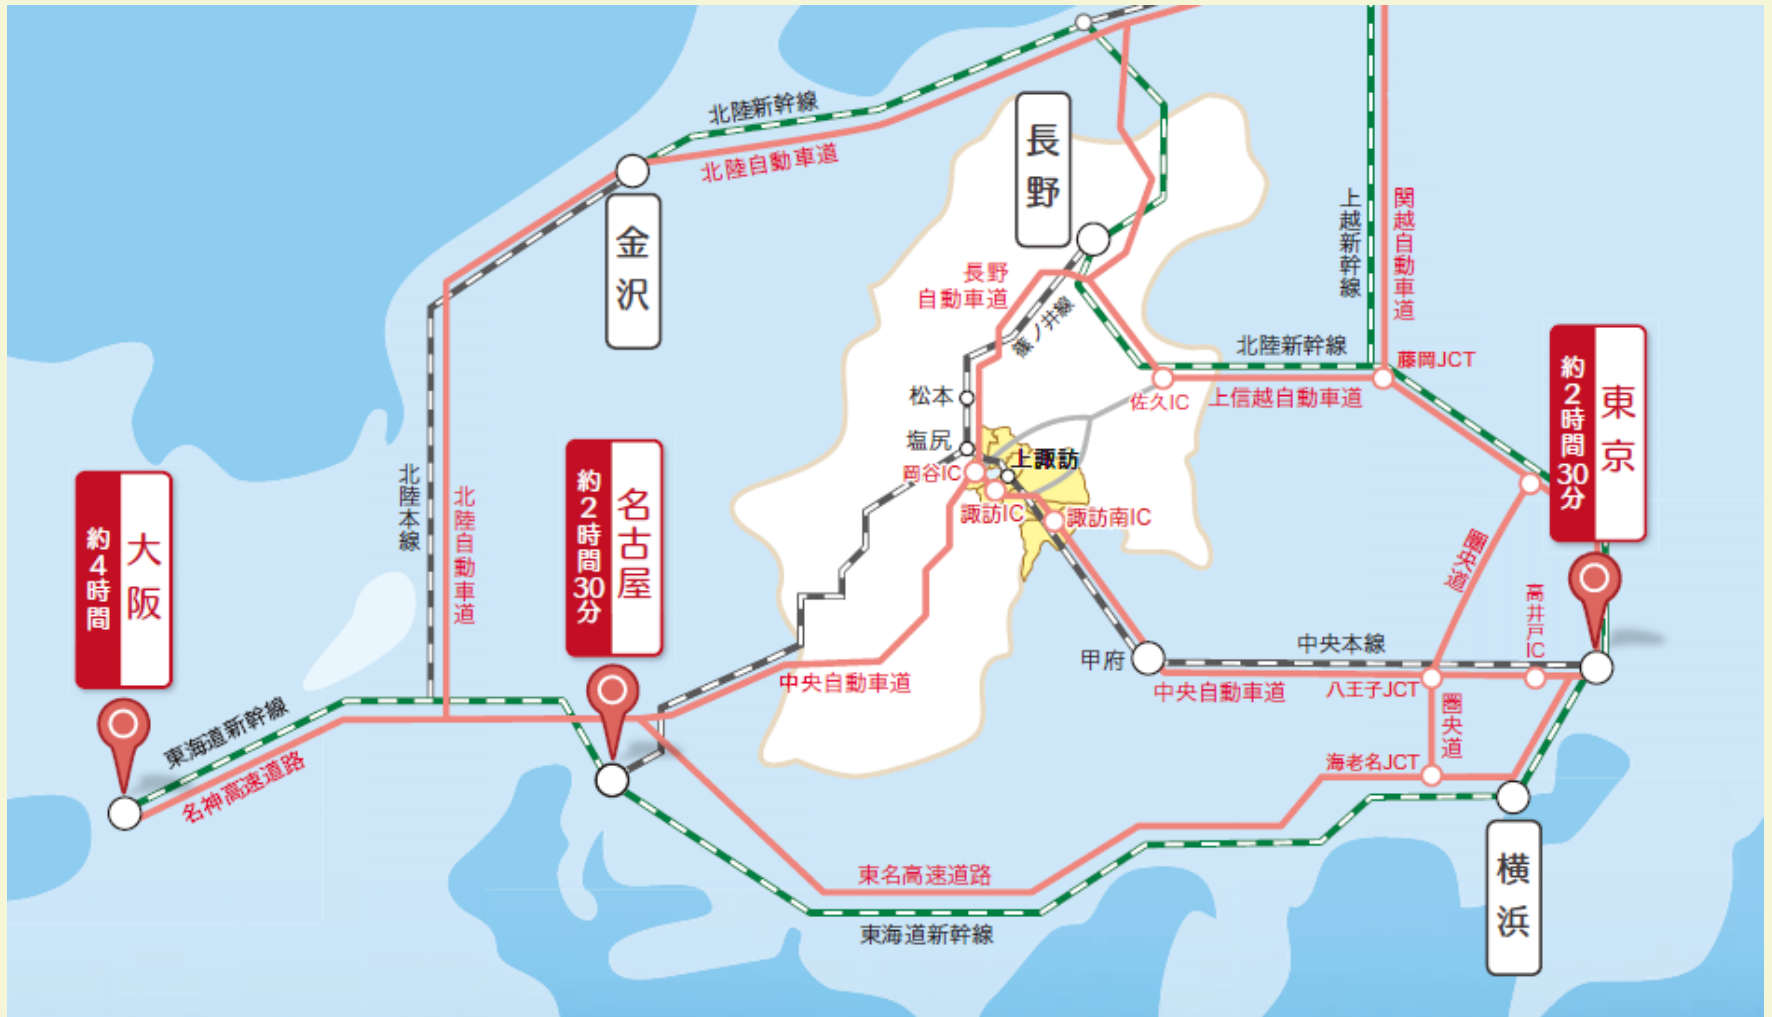 北陸新幹線
北陸自動車道
金沢
長野
長野
自動車道
篠ノ井線
上越新幹線
関越自動車道
北陸新幹線
藤岡JCT
佐久IC
上信越自動車道
東京
約2時間30分
松本
塩尻
岡谷IC
上諏訪
諏訪IC
諏訪南IC
北陸本線
北陸自動車道
大阪
約4時間
名古屋
約2時間30分
圏央道
高井戸IC
中央本線
甲府
中央自動車道
中央自動車道
八王子JCT
圏央道
海老名JCT
東海道新幹線
名神高速道路
東名高速道路
東海道新幹線
横浜